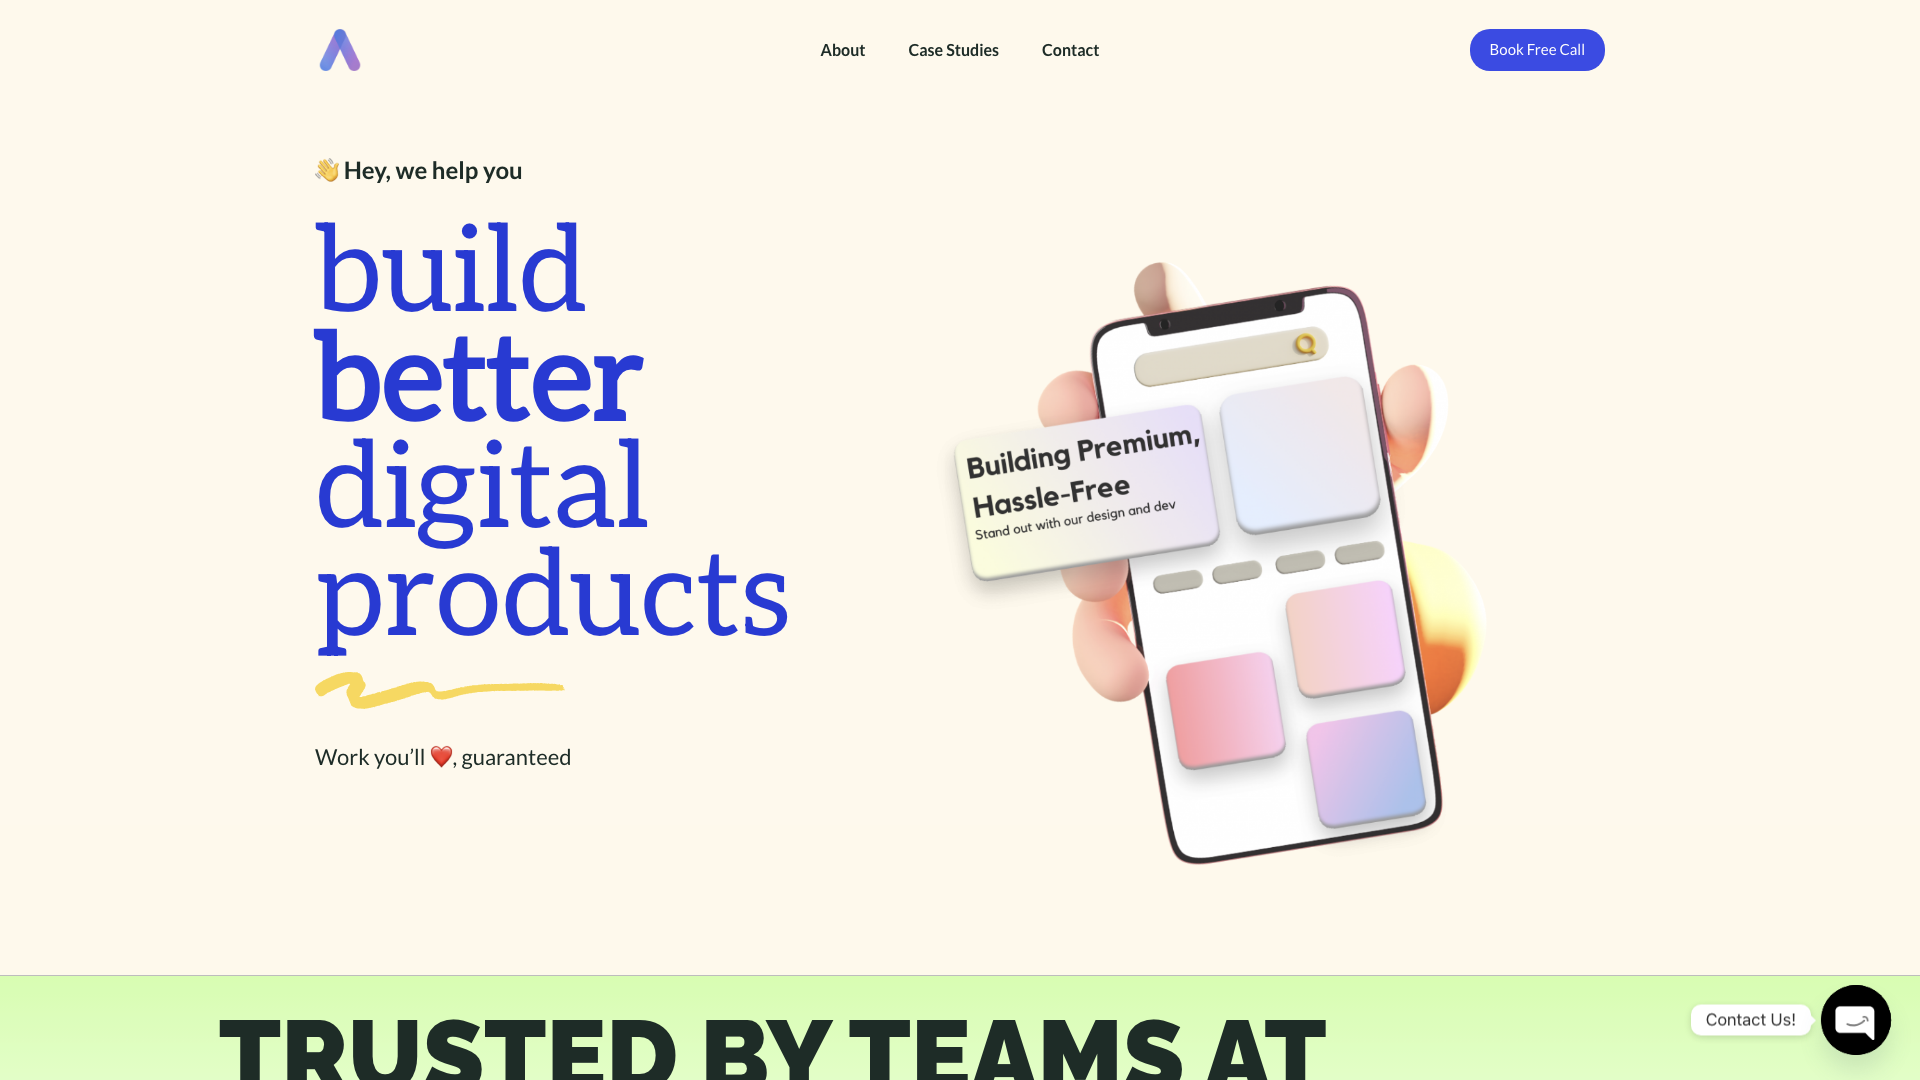 About
Case Studies
Contact
Book Free Call
👋 Hey, we help you
build
better
digital
products
Work you’ll ❤️, guaranteed
Building Premium,
Hassle-Free
Stand out with our design and dev
TRUSTED BY TEAMS AT
Contact Us!